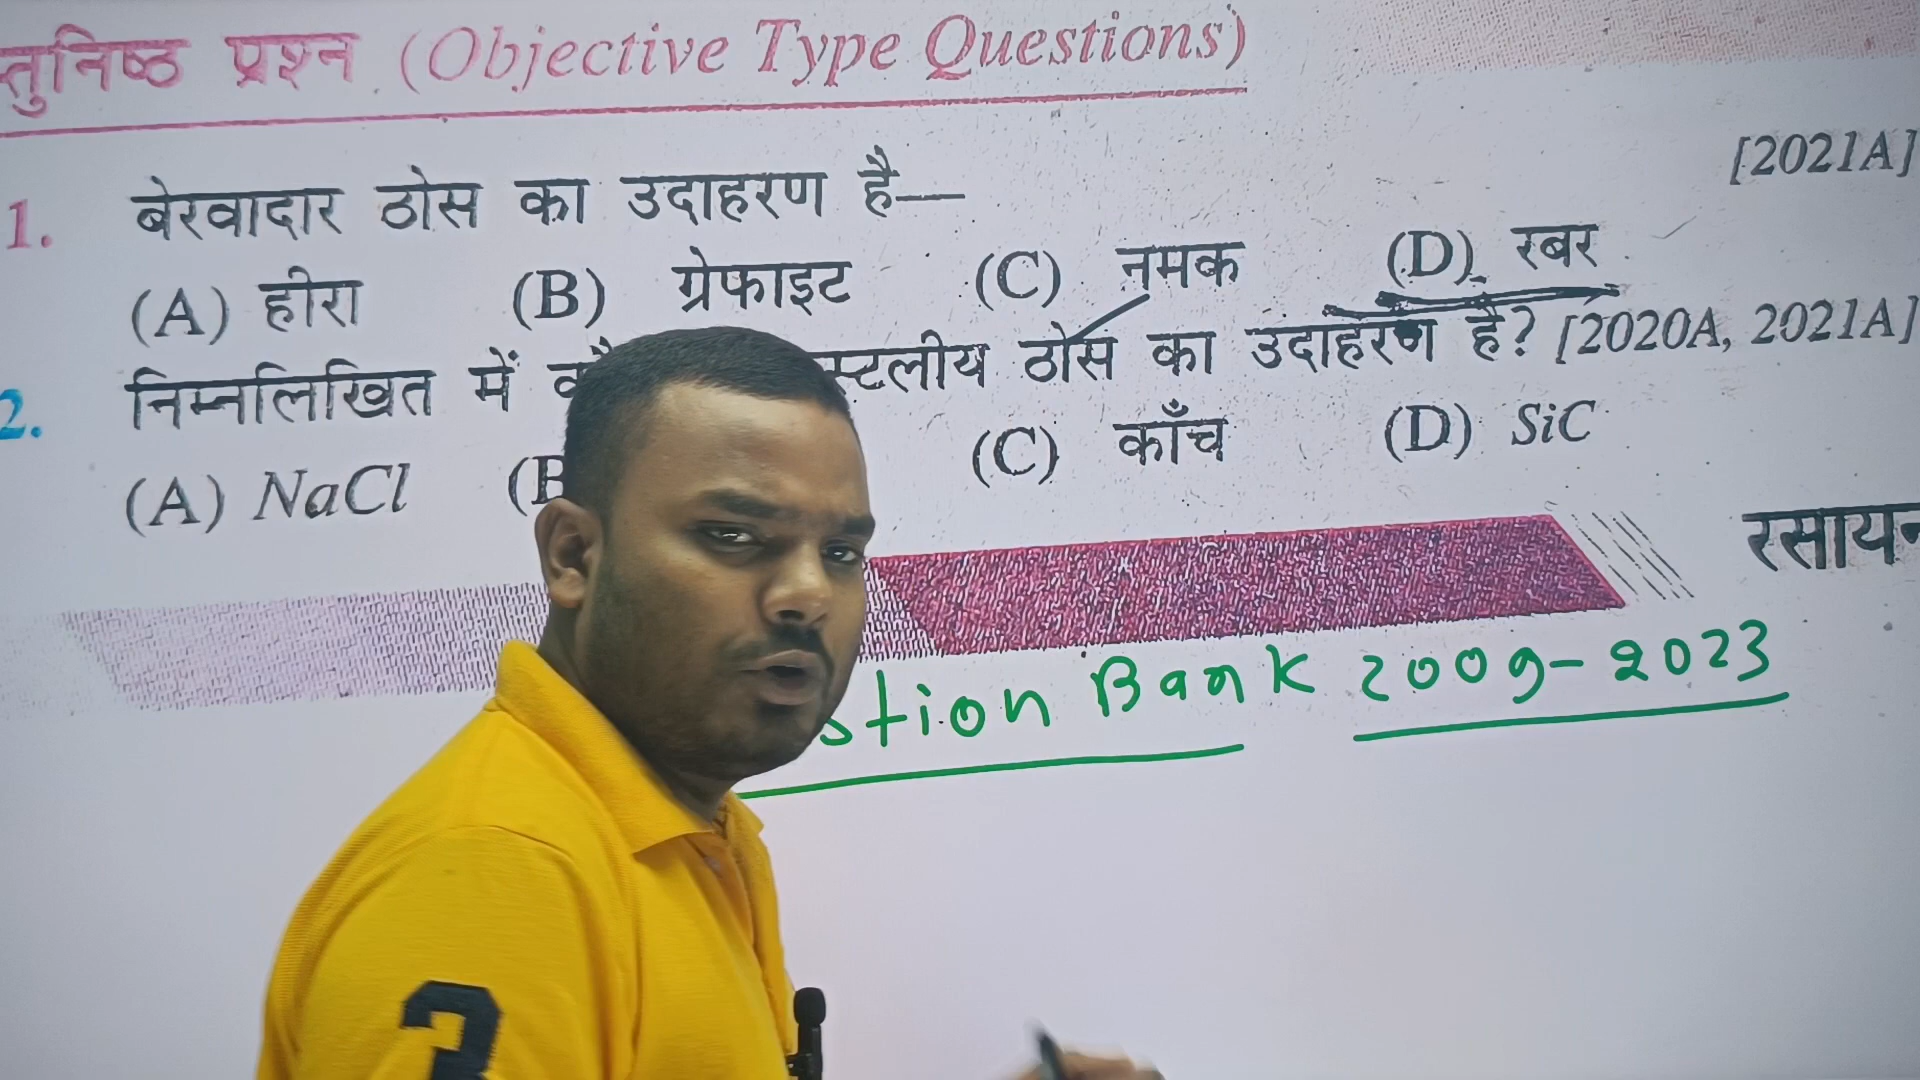 तुनिष्ठ प्रश्न (Objective Type Questions)
1. बेरवादार ठोस का उदाहरण है— [2021A]
(A) हीरा (B) ग्रेफाइट (C) नमक (D) रबर
2. निम्नलिखित में स्टलीय ठोस का उदाहरण है? [2020A, 2021A]
(A) NaCl (B (C) काँच (D) SiC
रसायन
stion Bank 2009-2023
3